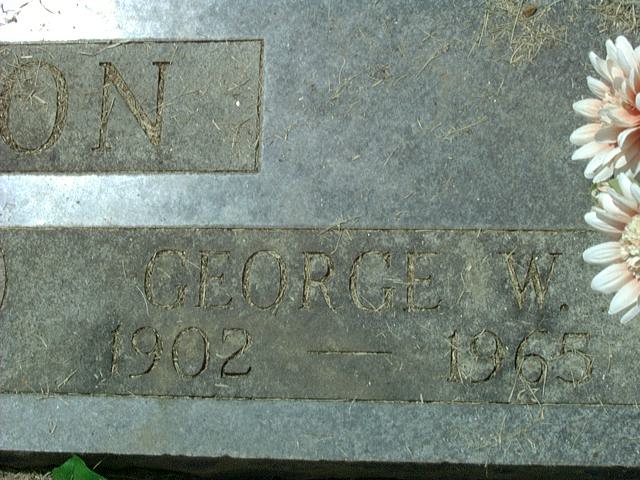 ON
GEORGE W.
1902 — 1965